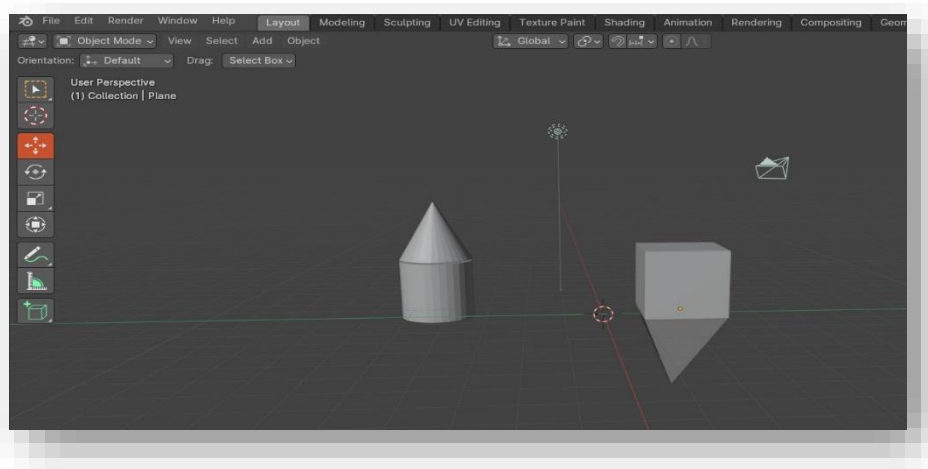 File Edit Render Window Help Layout Modeling Sculpting UV Editing Texture Paint Shading Animation Rendering Compositing Geom
Object Mode View Select Add Object Global
Orientation: Default Drag: Select Box
User Perspective
(1) Collection | Plane